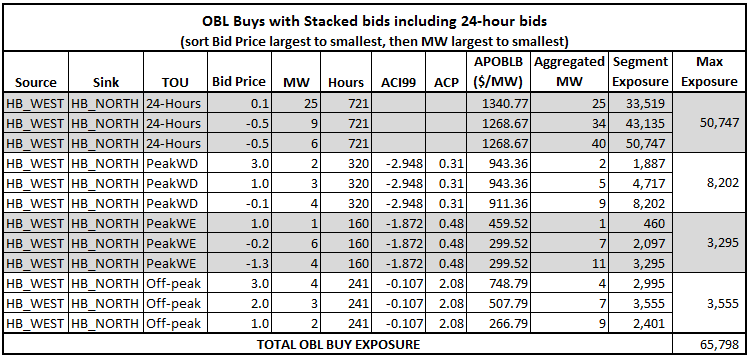 OBL Buys with Stacked bids including 24-hour bids
(sort Bid Price largest to smallest, then MW largest to smallest)
Source Sink TOU Bid Price MW Hours ACI99 ACP APOBLB ($/MW) Aggregated MW Segment Exposure Max Exposure
HB_WEST HB_NORTH 24-Hours 0.1 25 721 1340.77 25 33,519 50,747
HB_WEST HB_NORTH 24-Hours -0.5 9 721 1268.67 34 43,135
HB_WEST HB_NORTH 24-Hours -0.5 6 721 1268.67 40 50,747
HB_WEST HB_NORTH PeakWD 3.0 2 320 -2.948 0.31 943.36 2 1,887 8,202
HB_WEST HB_NORTH PeakWD 1.0 3 320 -2.948 0.31 943.36 5 4,717
HB_WEST HB_NORTH PeakWD -0.1 4 320 -2.948 0.31 911.36 9 8,202
HB_WEST HB_NORTH PeakWE 1.0 1 160 -1.872 0.48 459.52 1 460 3,295
HB_WEST HB_NORTH PeakWE -0.2 6 160 -1.872 0.48 299.52 7 2,097
HB_WEST HB_NORTH PeakWE -1.3 4 160 -1.872 0.48 299.52 11 3,295
HB_WEST HB_NORTH Off-peak 3.0 4 241 -0.107 2.08 748.79 4 2,995 3,555
HB_WEST HB_NORTH Off-peak 2.0 3 241 -0.107 2.08 507.79 7 3,555
HB_WEST HB_NORTH Off-peak 1.0 2 241 -0.107 2.08 266.79 9 2,401
TOTAL OBL BUY EXPOSURE 65,798